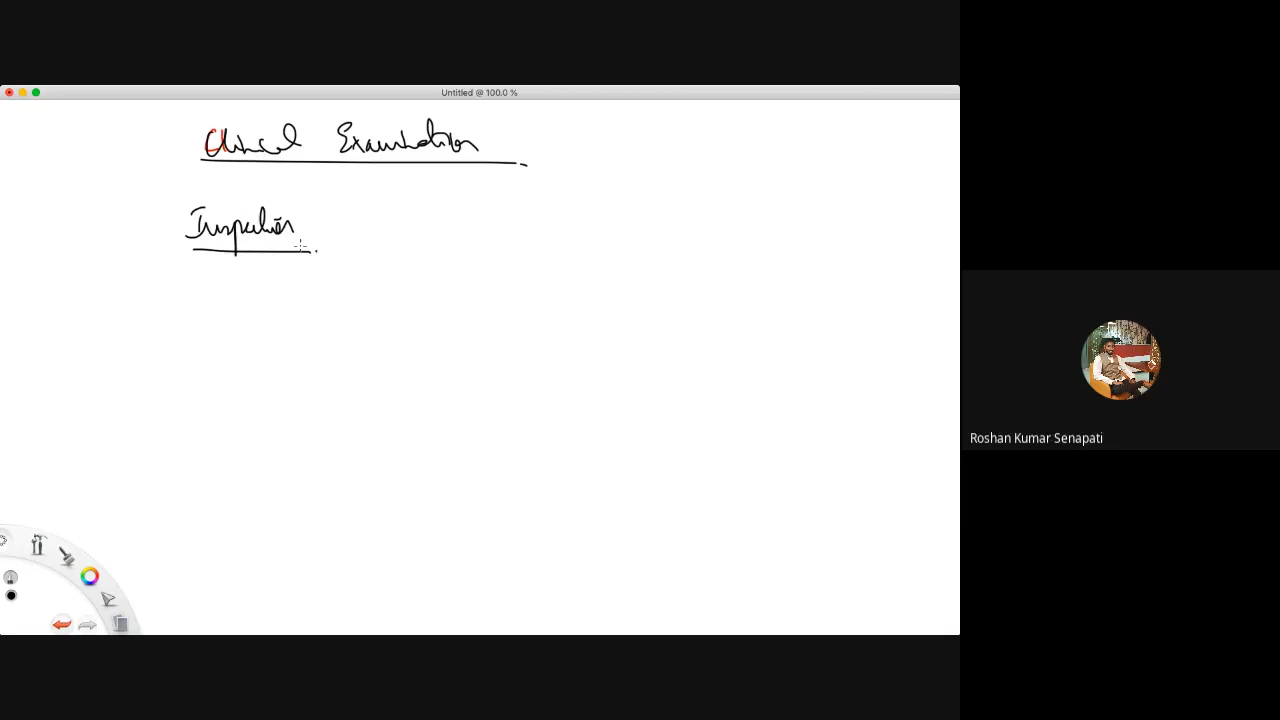 Untitled @ 100.0 %
Clinical Examination
Inspection
Roshan Kumar Senapati